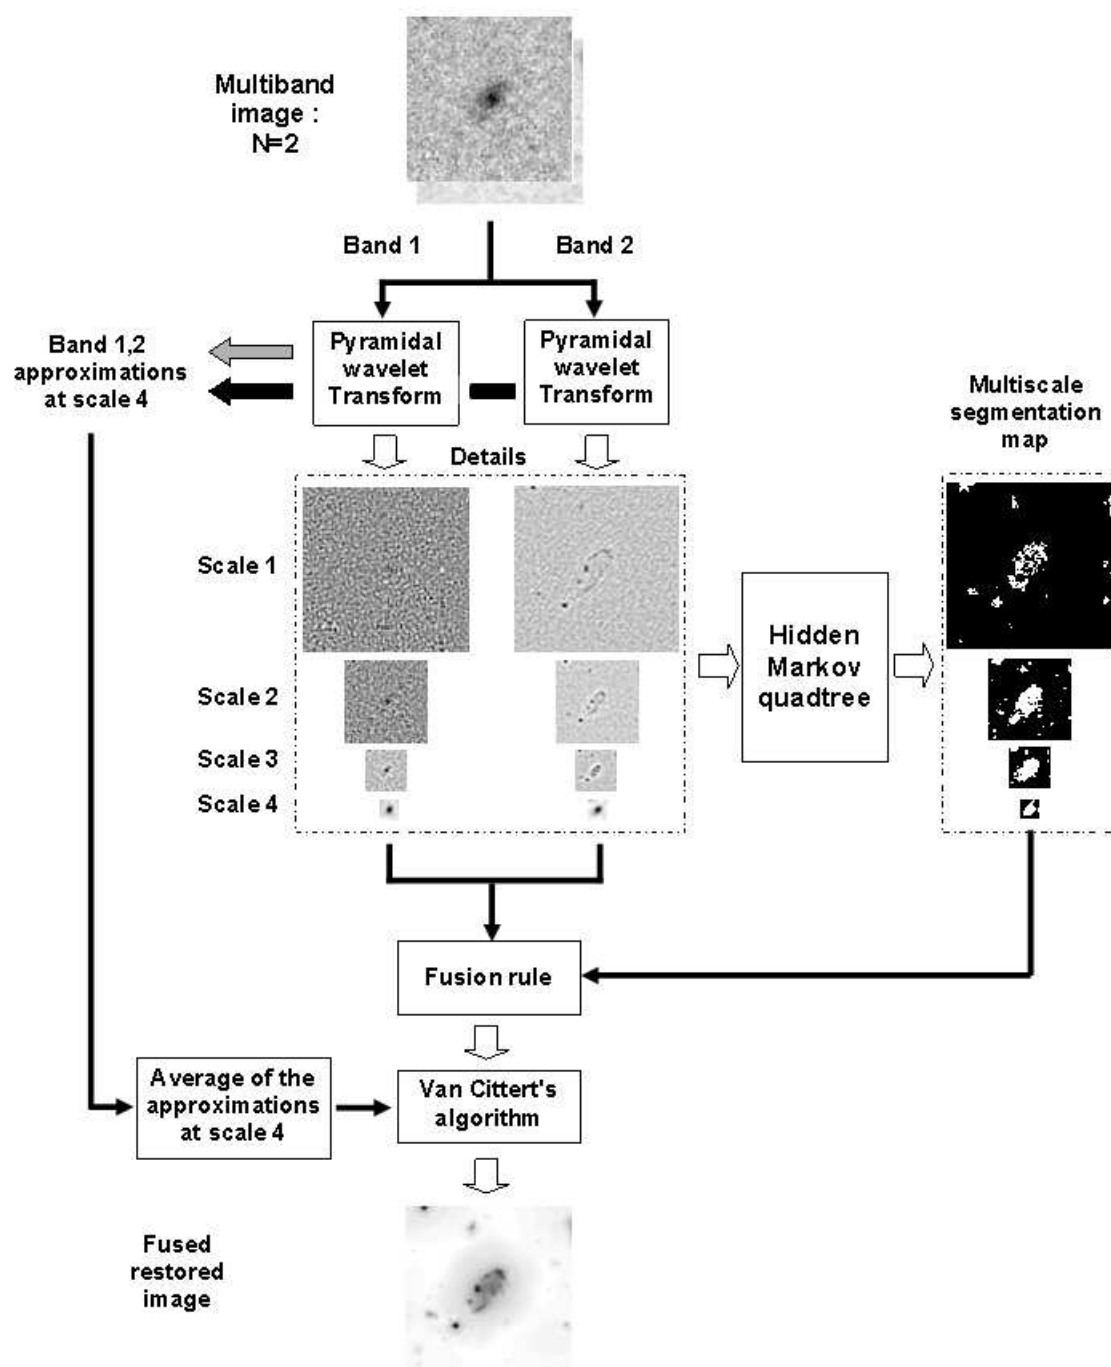 Multiband
image :
N=2
Band 1
Band 2
Pyramidal
wavelet
Transform
Pyramidal
wavelet
Transform
Band 1,2
approximations
at scale 4
Multiscale
segmentation
map
Details
Scale 1
Scale 2
Scale 3
Scale 4
Hidden
Markov
quadtree
Fusion rule
Average of the
approximations
at scale 4
Van Cittert's
algorithm
Fused
restored
image